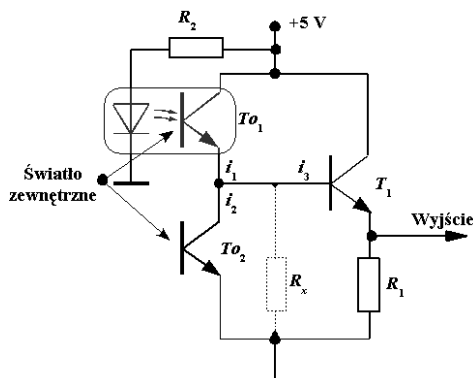 R2
+5 V
To1
Światło
zewnętrzne
i1
i3
T1
i2
Wyjście
To2
Rx
R1